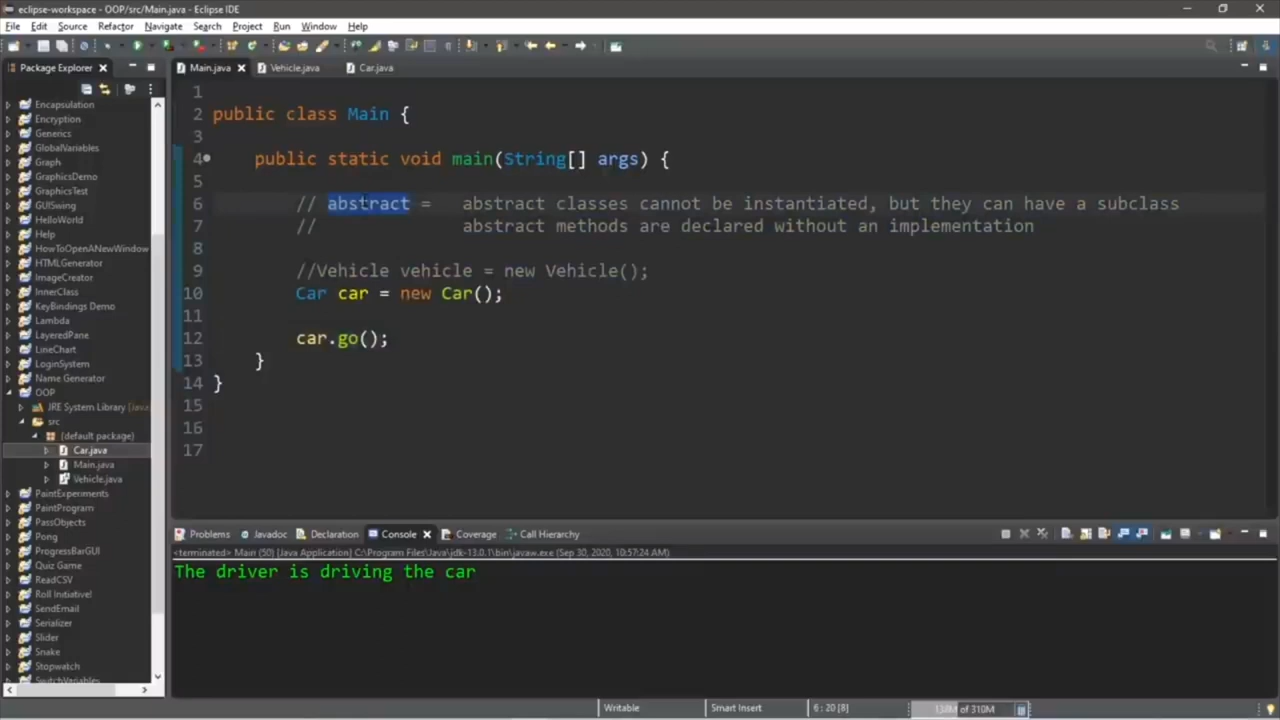 eclipse-workspace - OOP/src/Main.java - Eclipse IDE
File Edit Source Refactor Navigate Search Project Run Window Help
Package Explorer
Main.java Vehicle.java Car.java
Encapsulation
Encryption
Generics
GlobalVariables
Graph
GraphicsDemo
GraphicsTest
GUISwing
HelloWorld
Help
HowToOpenANewWindow
HTMLGenerator
ImageCreator
InnerClass
KeyBindings Demo
Lambda
LayeredPane
LineChart
LoginSystem
Name Generator
OOP
JRE System Library [Java
src
(default package)
Car.java
Main.java
Vehicle.java
PaintExperiments
PaintProgram
PassObjects
Pong
ProgressBarGUI
Quiz Game
ReadCSV
Roll Initiative!
SendEmail
Serializer
Slider
Snake
Stopwatch
SwitchVariables
1
2 public class Main {
3
4 public static void main(String[] args) {
5
6 // abstract = abstract classes cannot be instantiated, but they can have a subclass
7 // abstract methods are declared without an implementation
8
9 //Vehicle vehicle = new Vehicle();
10 Car car = new Car();
11
12 car.go();
13 }
14 }
15
16
17
Problems Javadoc Declaration Console Coverage Call Hierarchy
<terminated> Main (50) [Java Application] C:\Program Files\Java\jdk-13.0.1\bin\javaw.exe (Sep 30, 2020, 10:57:24 AM)
The driver is driving the car
Writable Smart Insert 6 : 20 [8] of 310M